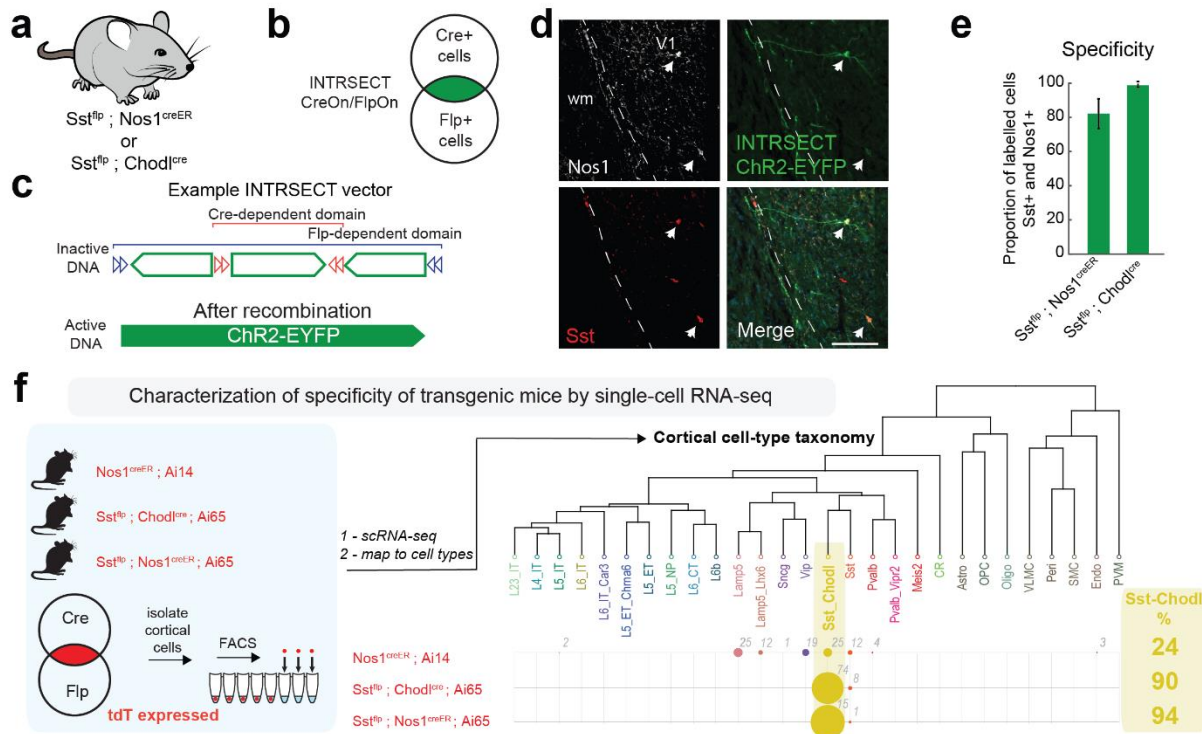 a
Sst^flp ; Nos1^creER
or
Sst^flp ; Chodl^cre
b
INTRSECT
CreOn/FlpOn
Cre+
cells
Flp+
cells
c
Example INTRSECT vector
Cre-dependent domain
Flp-dependent domain
Inactive
DNA
After recombination
Active
DNA
ChR2-EYFP
d
V1
wm
Nos1
INTRSECT
ChR2-EYFP
Sst
Merge
e
Specificity
Proportion of labelled cells
Sst+ and Nos1+
100
80
60
40
20
0
Sst^flp ; Nos1^creER
Sst^flp ; Chodl^cre
f
Characterization of specificity of transgenic mice by single-cell RNA-seq
Nos1^creER ; Ai14
Sst^flp ; Chodl^cre ; Ai65
Sst^flp ; Nos1^creER ; Ai65
Cre
Flp
tdT expressed
isolate
cortical
cells
FACS
1 - scRNA-seq
2 - map to cell types
Cortical cell-type taxonomy
L23_IT
L4_IT
L5_IT
L6_IT
L6_IT_Car3
L5_ET_Chrna6
L5_ET
L5_NP
L6_CT
L6b
Lamp5
Lamp5_Lhx6
Sncg
Vip
Sst_Chodl
Sst
Pvalb
Pvalb_Vipr2
Meis2
CR
Astro
OPC
Oligo
VLMC
Peri
SMC
Endo
PVM
Sst-Chodl
%
Nos1^creER ; Ai14
2 25 12 1 19 25 12 4 3
24
Sst^flp ; Chodl^cre ; Ai65
74 8
90
Sst^flp ; Nos1^creER ; Ai65
15 1
94